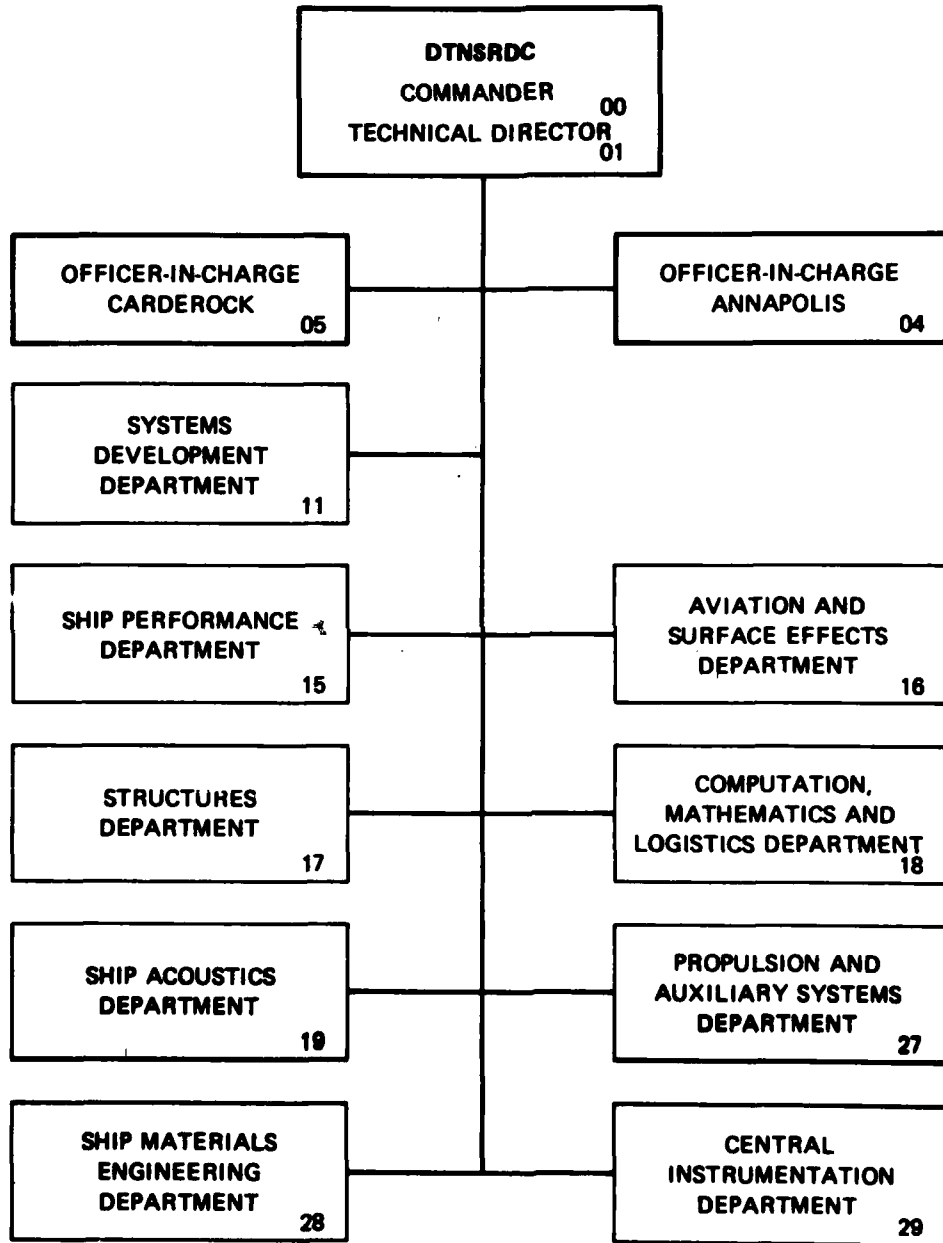 DTNSRDC
COMMANDER 00
TECHNICAL DIRECTOR 01
OFFICER-IN-CHARGE
CARDEROCK
05
OFFICER-IN-CHARGE
ANNAPOLIS
04
SYSTEMS
DEVELOPMENT
DEPARTMENT
11
SHIP PERFORMANCE
DEPARTMENT
15
AVIATION AND
SURFACE EFFECTS
DEPARTMENT
16
STRUCTURES
DEPARTMENT
17
COMPUTATION,
MATHEMATICS AND
LOGISTICS DEPARTMENT
18
SHIP ACOUSTICS
DEPARTMENT
19
PROPULSION AND
AUXILIARY SYSTEMS
DEPARTMENT
27
SHIP MATERIALS
ENGINEERING
DEPARTMENT
28
CENTRAL
INSTRUMENTATION
DEPARTMENT
29